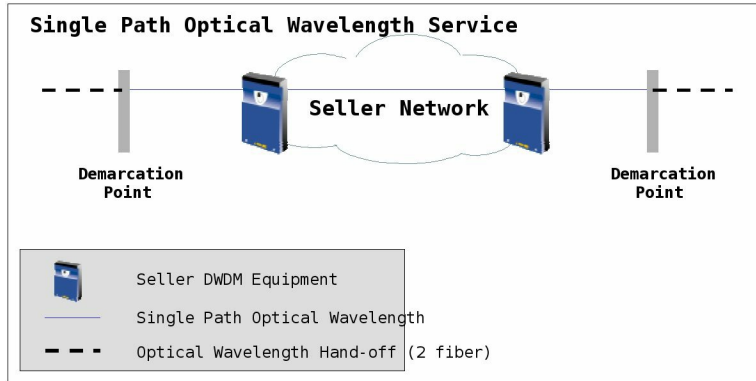 Single Path Optical Wavelength Service
Seller Network
Demarcation
Point
Demarcation
Point
Seller DWDM Equipment
Single Path Optical Wavelength
Optical Wavelength Hand-off (2 fiber)